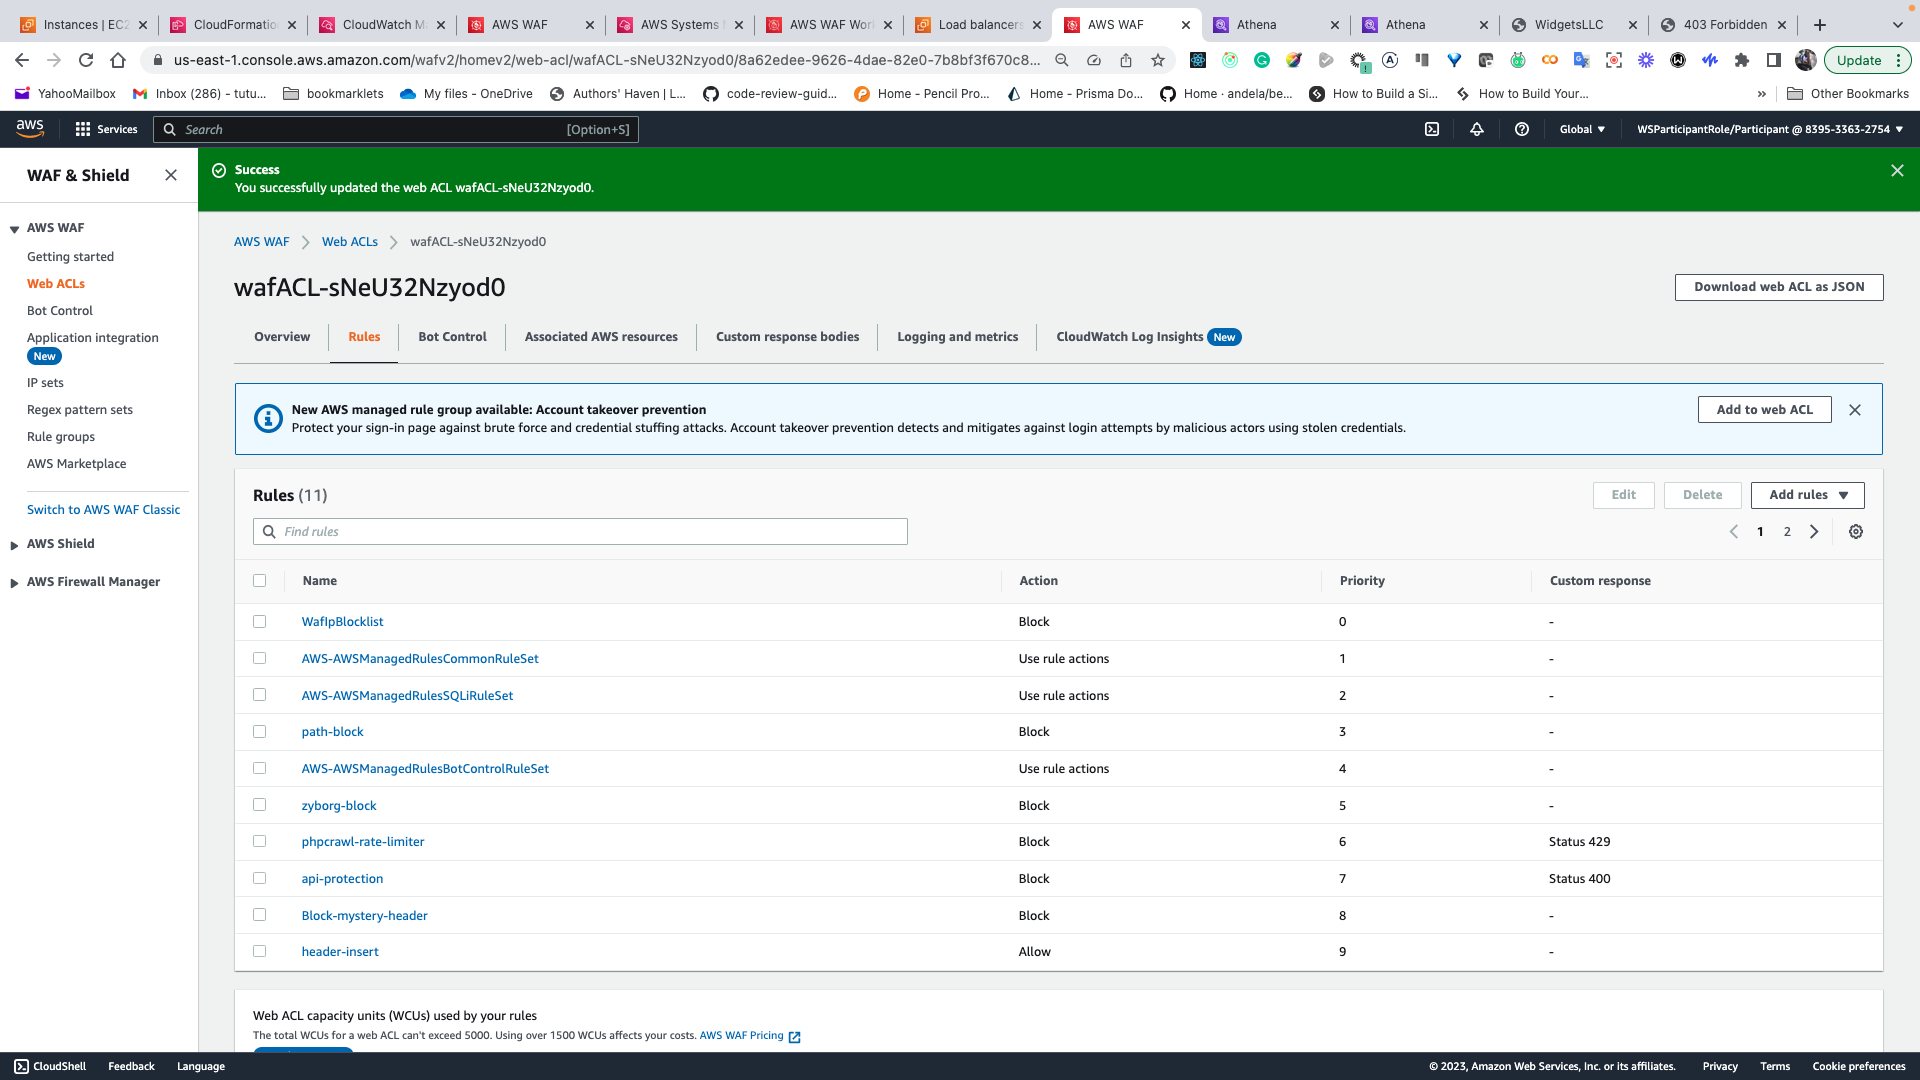 Instances | EC2
CloudFormatio
CloudWatch M
AWS WAF
AWS Systems M
AWS WAF Work
Load balancers
AWS WAF
Athena
Athena
WidgetsLLC
403 Forbidden
us-east-1.console.aws.amazon.com/wafv2/homev2/web-acl/wafACL-sNeU32Nzyod0/8a62edee-9626-4dae-82e0-7b8bf3f670c8...
Update
YahooMailbox
Inbox (286) - tutu...
bookmarklets
My files - OneDrive
Authors' Haven | L...
code-review-guid...
Home - Pencil Pro...
Home - Prisma Do...
Home · andela/be...
How to Build a Si...
How to Build Your...
»
Other Bookmarks
aws
Services
Search
[Option+S]
Global
WSParticipantRole/Participant @ 8395-3363-2754
WAF & Shield
AWS WAF
Getting started
Web ACLs
Bot Control
Application integration
New
IP sets
Regex pattern sets
Rule groups
AWS Marketplace
Switch to AWS WAF Classic
AWS Shield
AWS Firewall Manager
Success
You successfully updated the web ACL wafACL-sNeU32Nzyod0.
AWS WAF
Web ACLs
wafACL-sNeU32Nzyod0
wafACL-sNeU32Nzyod0
Download web ACL as JSON
Overview
Rules
Bot Control
Associated AWS resources
Custom response bodies
Logging and metrics
CloudWatch Log Insights New
New AWS managed rule group available: Account takeover prevention
Protect your sign-in page against brute force and credential stuffing attacks. Account takeover prevention detects and mitigates against login attempts by malicious actors using stolen credentials.
Add to web ACL
Rules (11)
Edit
Delete
Add rules
Find rules
1
2
Name Action Priority Custom response
WafIpBlocklist Block 0 -
AWS-AWSManagedRulesCommonRuleSet Use rule actions 1 -
AWS-AWSManagedRulesSQLiRuleSet Use rule actions 2 -
path-block Block 3 -
AWS-AWSManagedRulesBotControlRuleSet Use rule actions 4 -
zyborg-block Block 5 -
phpcrawl-rate-limiter Block 6 Status 429
api-protection Block 7 Status 400
Block-mystery-header Block 8 -
header-insert Allow 9 -
Web ACL capacity units (WCUs) used by your rules
The total WCUs for a web ACL can't exceed 5000. Using over 1500 WCUs affects your costs. AWS WAF Pricing
CloudShell
Feedback
Language
© 2023, Amazon Web Services, Inc. or its affiliates.
Privacy
Terms
Cookie preferences